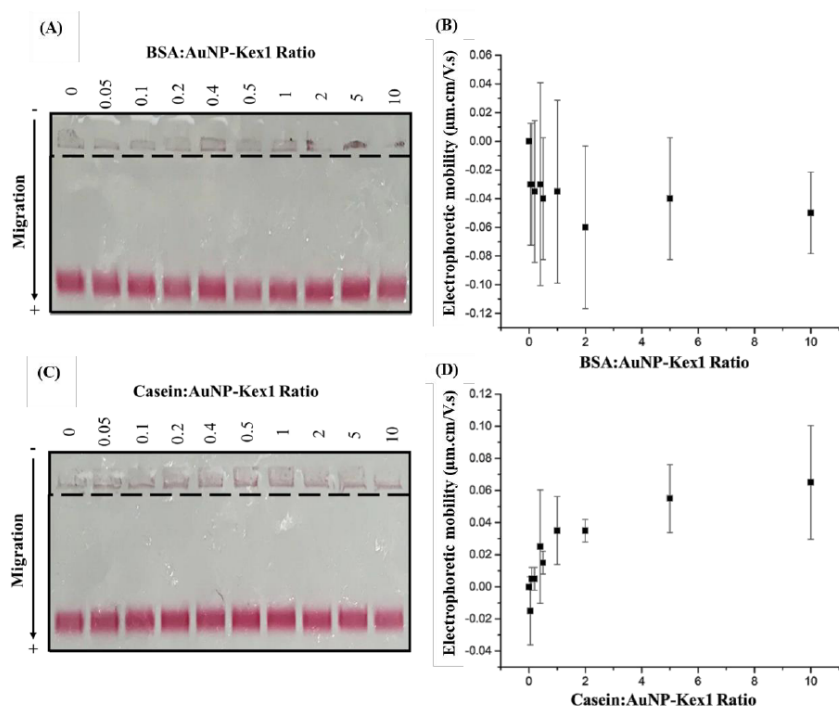 (A)
BSA:AuNP-Kex1 Ratio
0 0.05 0.1 0.2 0.4 0.5 1 2 5 10
-
Migration
+
(B)
Electrophoretic mobility (µm.cm/V.s)
0.06
0.04
0.02
0.00
-0.02
-0.04
-0.06
-0.08
-0.10
-0.12
0 2 4 6 8 10
BSA:AuNP-Kex1 Ratio
(C)
Casein:AuNP-Kex1 Ratio
0 0.05 0.1 0.2 0.4 0.5 1 2 5 10
-
Migration
+
(D)
Electrophoretic mobility (µm.cm/V.s)
0.12
0.10
0.08
0.06
0.04
0.02
0.00
-0.02
-0.04
0 2 4 6 8 10
Casein:AuNP-Kex1 Ratio